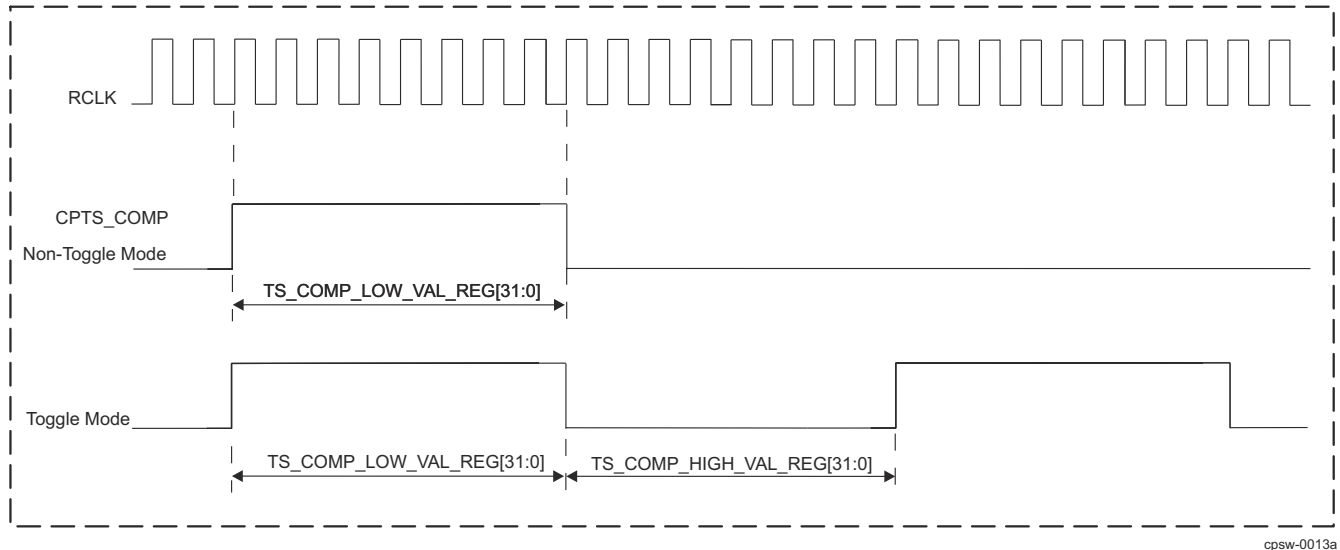 RCLK
CPTS_COMP
Non-Toggle Mode
TS_COMP_LOW_VAL_REG[31:0]
Toggle Mode
TS_COMP_LOW_VAL_REG[31:0]
TS_COMP_HIGH_VAL_REG[31:0]
cpsw-0013a